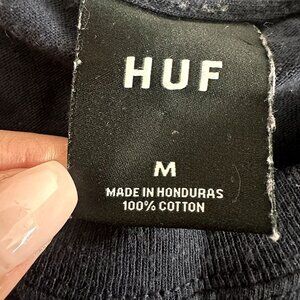 HUF
M
MADE IN HONDURAS
100% COTTON